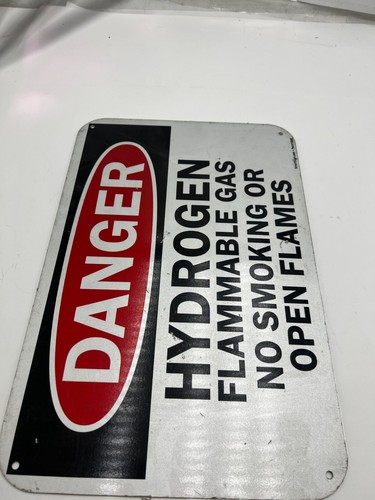 DANGER
HYDROGEN
FLAMMABLE GAS
NO SMOKING OR
OPEN FLAMES